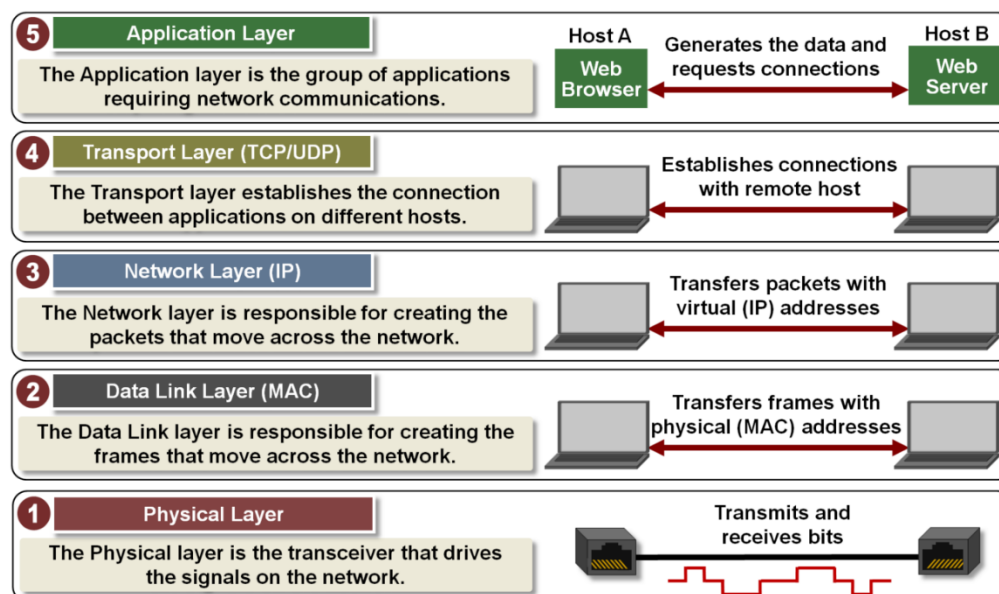 5
Application Layer
The Application layer is the group of applications
requiring network communications.
Host A
Web
Browser
Generates the data and
requests connections
Host B
Web
Server
4
Transport Layer (TCP/UDP)
The Transport layer establishes the connection
between applications on different hosts.
Establishes connections
with remote host
3
Network Layer (IP)
The Network layer is responsible for creating the
packets that move across the network.
Transfers packets with
virtual (IP) addresses
2
Data Link Layer (MAC)
The Data Link layer is responsible for creating the
frames that move across the network.
Transfers frames with
physical (MAC) addresses
1
Physical Layer
The Physical layer is the transceiver that drives
the signals on the network.
Transmits and
receives bits